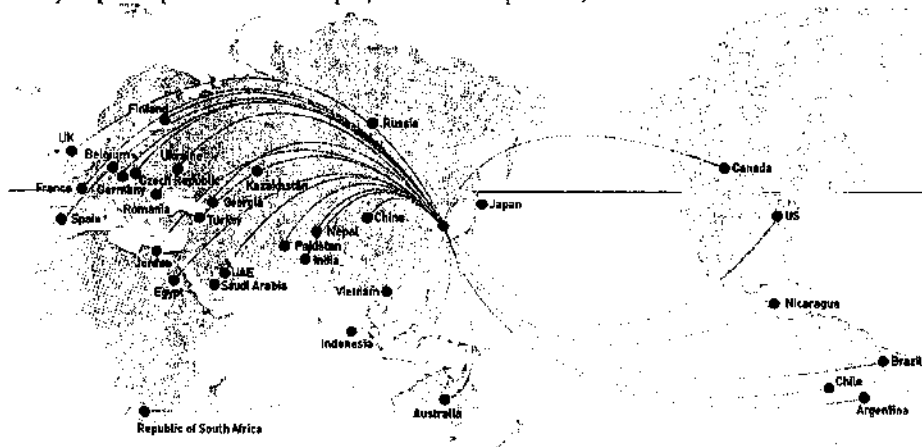 Finland
Russia
UK
Belgium
Ukraine
Canada
Czech Republic
Germany
Kazakhstan
France
Romania
Georgia
Japan
Spain
Turkey
China
US
Nepal
Pakistan
Jordan
India
UAE
Egypt
Saudi Arabia
Vietnam
Nicaragua
Indonesia
Brazil
Chile
Argentina
Australia
Republic of South Africa